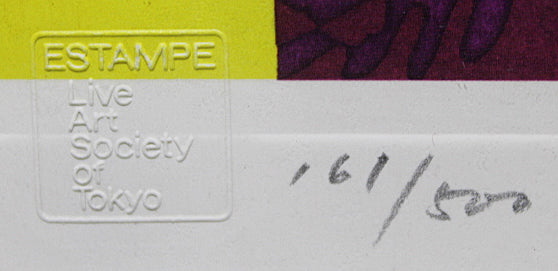 ESTAMPE
Live
Art
Society
of
Tokyo
161/500